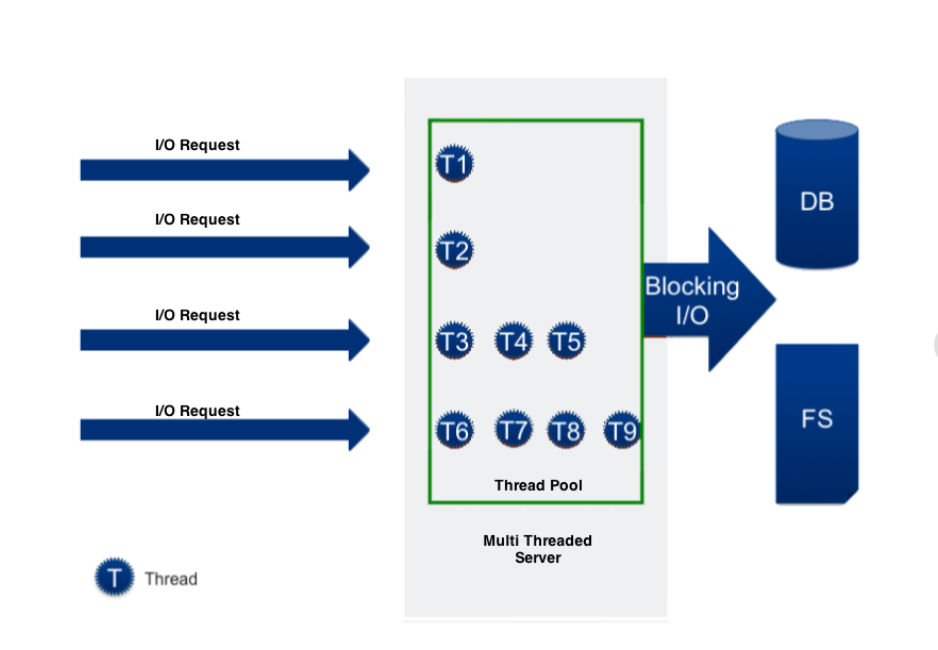 I/O Request
I/O Request
I/O Request
I/O Request
T1
T2
T3 T4 T5
T6 T7 T8 T9
Thread Pool
Multi Threaded
Server
Blocking
I/O
DB
FS
T Thread